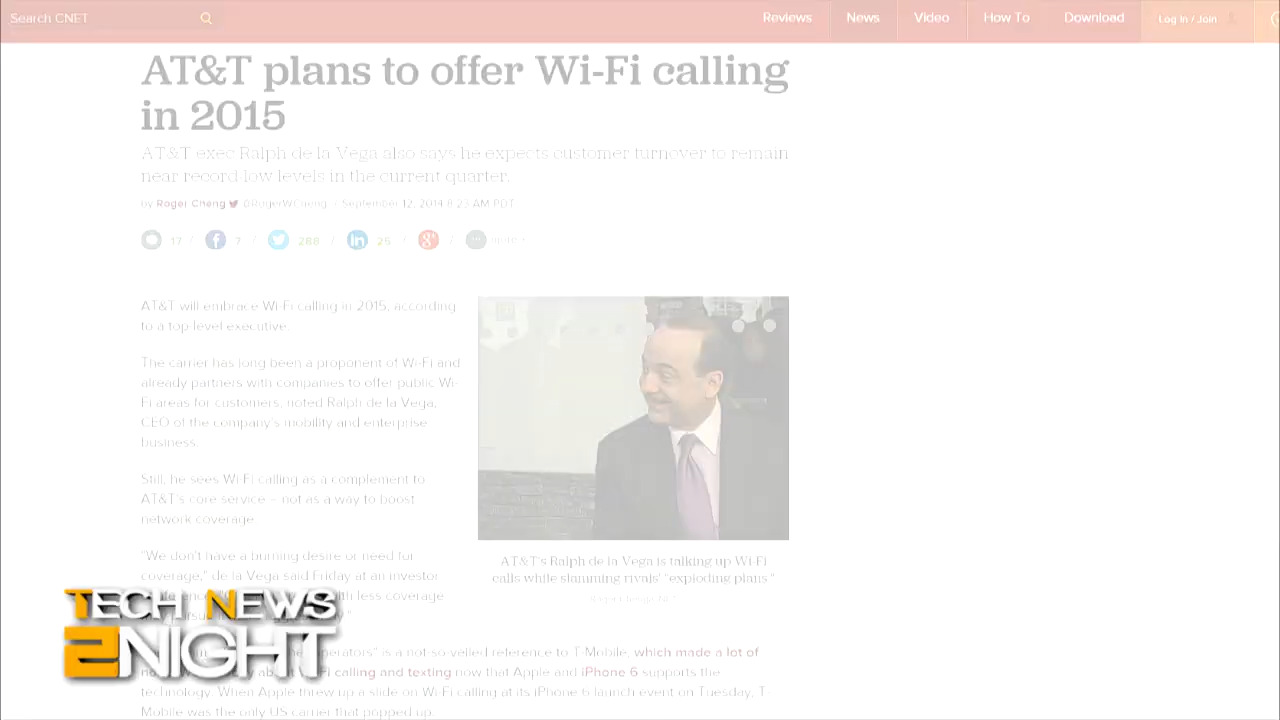 Search CNET
Reviews
News
Video
How To
Download
Log In / Join
AT&T plans to offer Wi-Fi calling
in 2015
AT&T exec Ralph de la Vega also says he expects customer turnover to remain
near record low levels in the current quarter.
by Roger Cheng @RogerWCheng / September 12, 2014 8:23 AM PDT
17 / 7 / 288 / 25 /
AT&T will embrace Wi-Fi calling in 2015, according
to a top-level executive.
The carrier has long been a proponent of Wi-Fi and
already partners with companies to offer public Wi-
Fi areas for customers, noted Ralph de la Vega,
CEO of the company's mobility and enterprise
business.
Still, he sees Wi-Fi calling as a complement to
AT&T's core service -- not as a way to boost
network coverage.
"We don't have a burning desire or need for
coverage," de la Vega said Friday at an investor
less coverage
AT&T's Ralph de la Vega is talking up Wi-Fi
calls while slamming rivals' "exploding plans."
TECH NEWS
2NIGHT
is a not-so-veiled reference to T-Mobile, which made a lot of
calling and texting now that Apple and iPhone 6 supports the
technology. When Apple threw up a slide on Wi-Fi calling at its iPhone 6 launch event on Tuesday, T-
Mobile was the only US carrier that popped up.